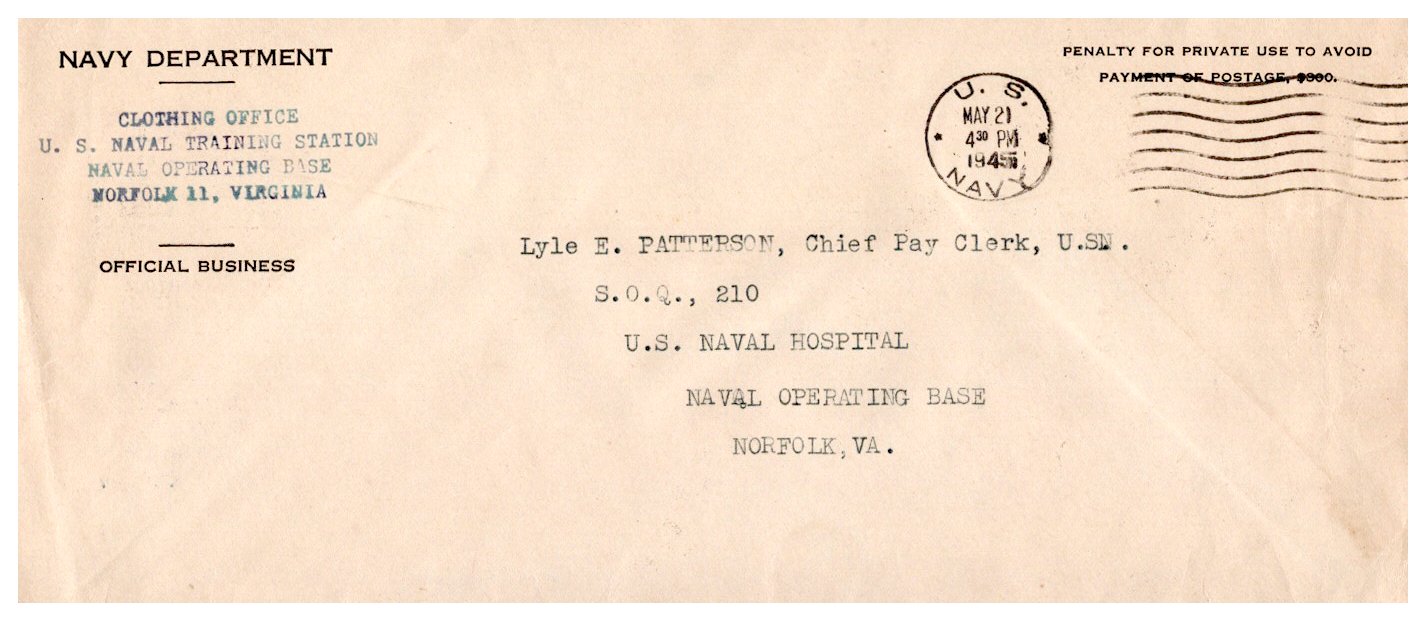 NAVY DEPARTMENT
CLOTHING OFFICE
U. S. NAVAL TRAINING STATION
NAVAL OPERATING BASE
NORFOLK 11, VIRGINIA
OFFICIAL BUSINESS
PENALTY FOR PRIVATE USE TO AVOID
PAYMENT OF POSTAGE, $300.
U. S.
MAY 21
4 30 PM
1945
NAVY
Lyle E. PATTERSON, Chief Pay Clerk, U.SN.
S.O.Q., 210
U.S. NAVAL HOSPITAL
NAVAL OPERATING BASE
NORFOLK,VA.